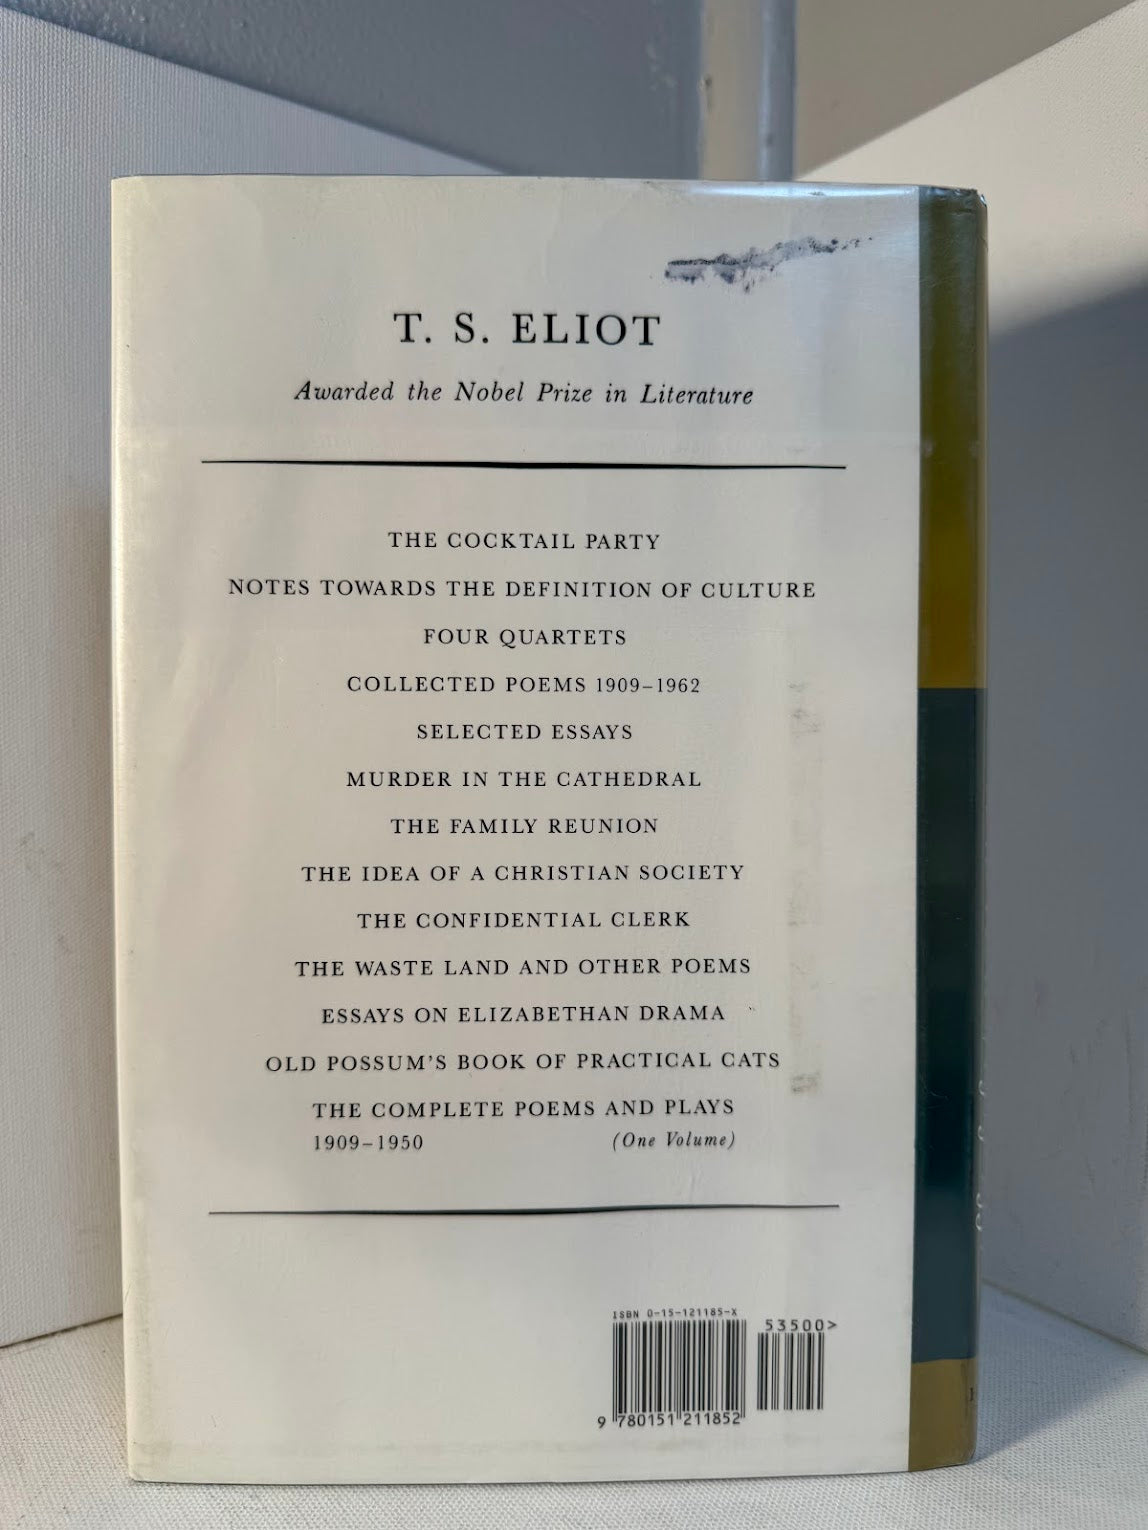 T. S. ELIOT
Awarded the Nobel Prize in Literature
THE COCKTAIL PARTY
NOTES TOWARDS THE DEFINITION OF CULTURE
FOUR QUARTETS
COLLECTED POEMS 1909–1962
SELECTED ESSAYS
MURDER IN THE CATHEDRAL
THE FAMILY REUNION
THE IDEA OF A CHRISTIAN SOCIETY
THE CONFIDENTIAL CLERK
THE WASTE LAND AND OTHER POEMS
ESSAYS ON ELIZABETHAN DRAMA
OLD POSSUM'S BOOK OF PRACTICAL CATS
THE COMPLETE POEMS AND PLAYS
1909–1950 (One Volume)
ISBN 0-15-121185-X
53500>
9 780151 211852